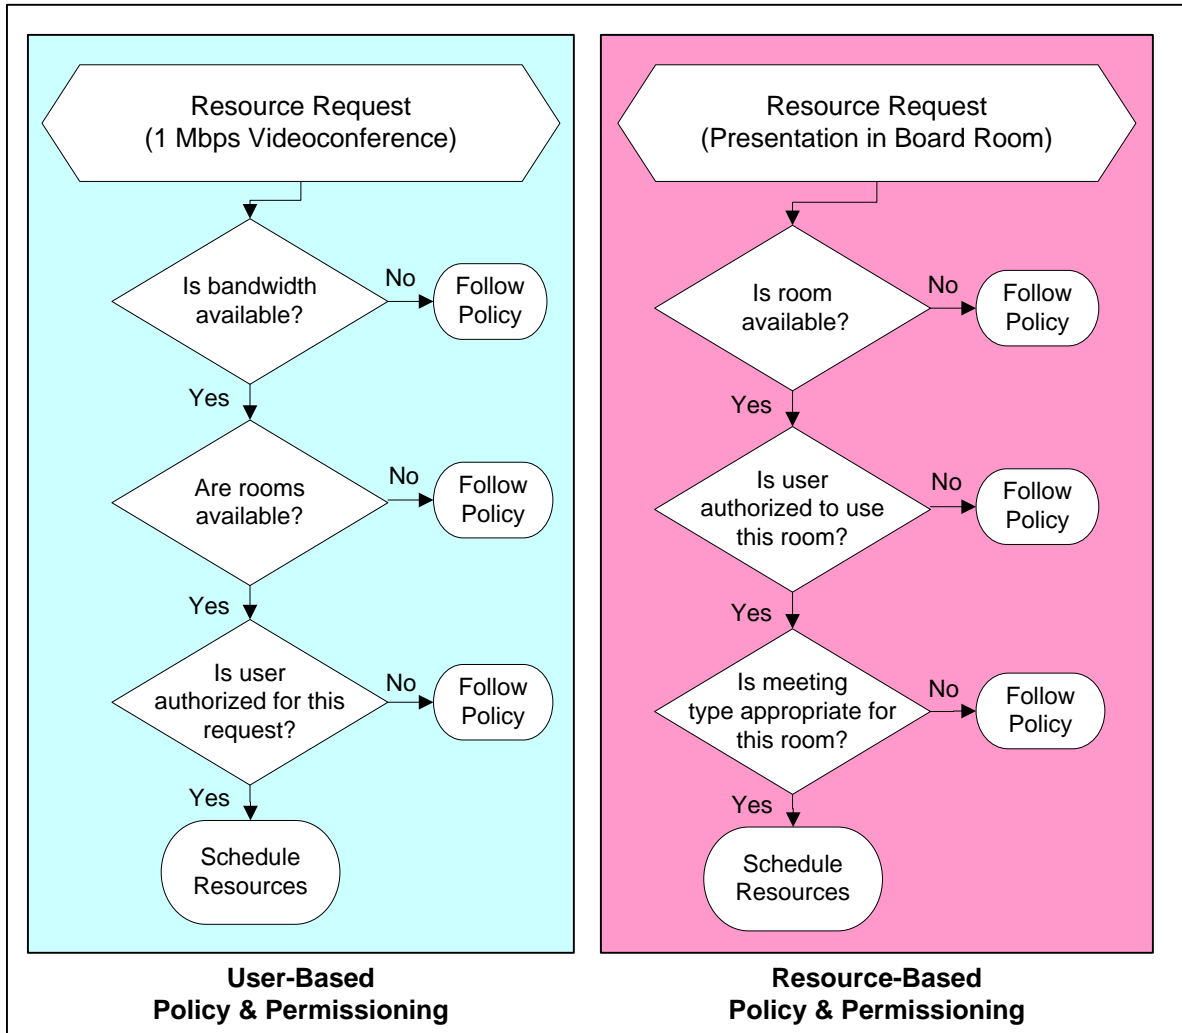 Resource Request
(1 Mbps Videoconference)
Is bandwidth
available?
No
Follow
Policy
Yes
Are rooms
available?
No
Follow
Policy
Yes
Is user
authorized for this
request?
No
Follow
Policy
Yes
Schedule
Resources
User-Based
Policy & Permissioning
Resource Request
(Presentation in Board Room)
Is room
available?
No
Follow
Policy
Yes
Is user
authorized to use
this room?
No
Follow
Policy
Yes
Is meeting
type appropriate for
this room?
No
Follow
Policy
Yes
Schedule
Resources
Resource-Based
Policy & Permissioning